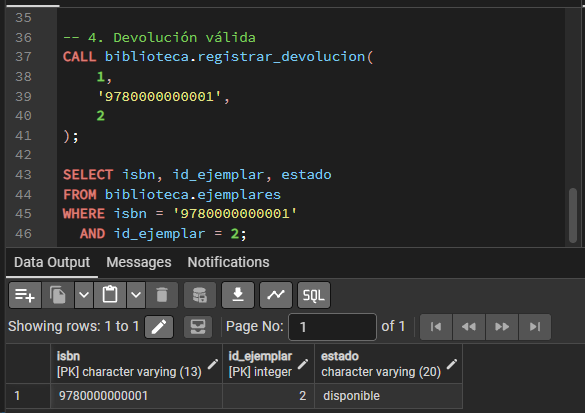 35
36 -- 4. Devolución válida
37 CALL biblioteca.registrar_devolucion(
38 1,
39 '9780000000001',
40 2
41 );
42
43 SELECT isbn, id_ejemplar, estado
44 FROM biblioteca.ejemplares
45 WHERE isbn = '9780000000001'
46 AND id_ejemplar = 2;
Data Output Messages Notifications
SQL
Showing rows: 1 to 1 Page No: 1 of 1
isbn id_ejemplar estado
[PK] character varying (13) [PK] integer character varying (20)
1 9780000000001 2 disponible